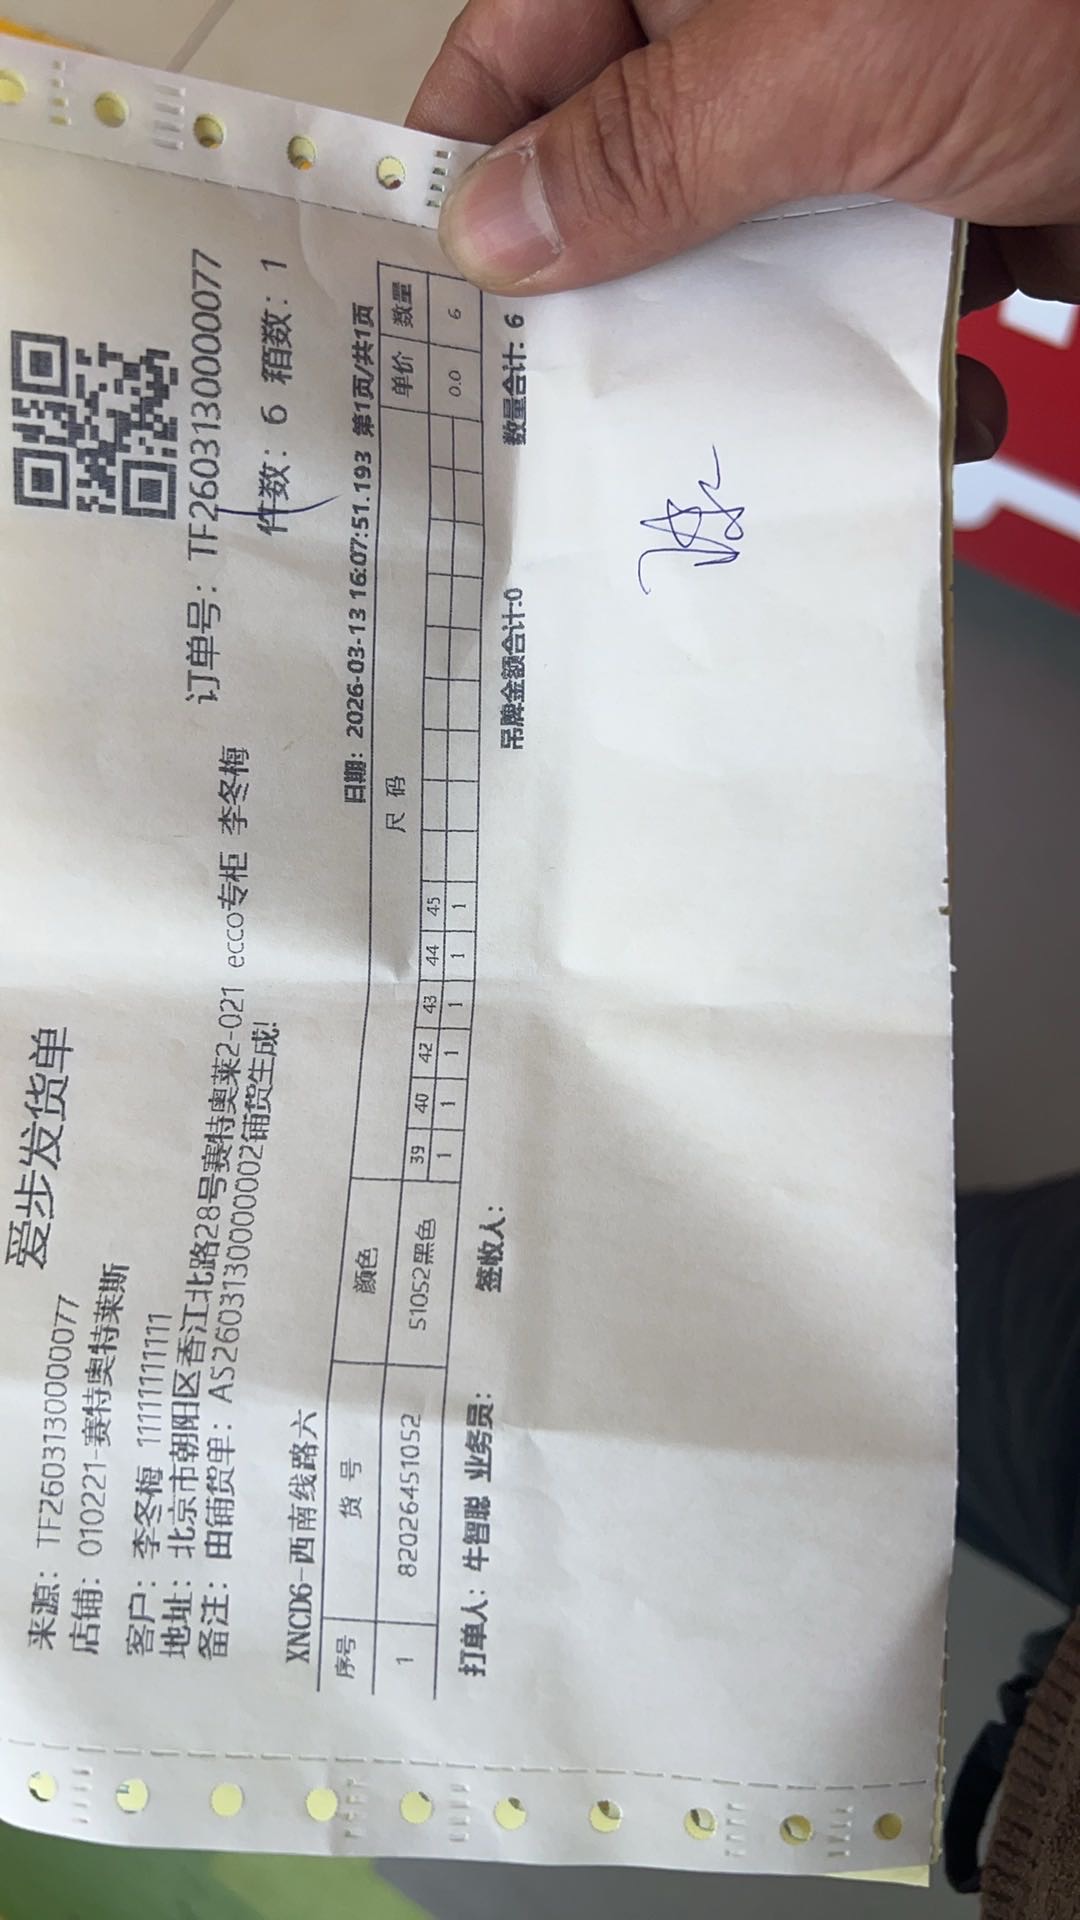 爱步发货单
来源：TF260313000077
店铺：010221-赛特奥特莱斯
订单号：TF260313000077
客户：李冬梅 11111111111
件数：6 箱数：1
地址：北京市朝阳区香江北路28号赛特奥莱2-021 ecco专柜 李冬梅
备注：由铺货单：AS260313000002铺货生成!
XNCD6-西南线路六
日期：2026-03-13 16:07:51.193 第1页/共1页
序号 货号 颜色 尺码 单价 数量
39 40 42 43 44 45
1 82026451052 51052黑色 1 1 1 1 1 1 0.0 6
打单人：牛智聪 业务员： 签收人： 吊牌金额合计:0 数量合计: 6